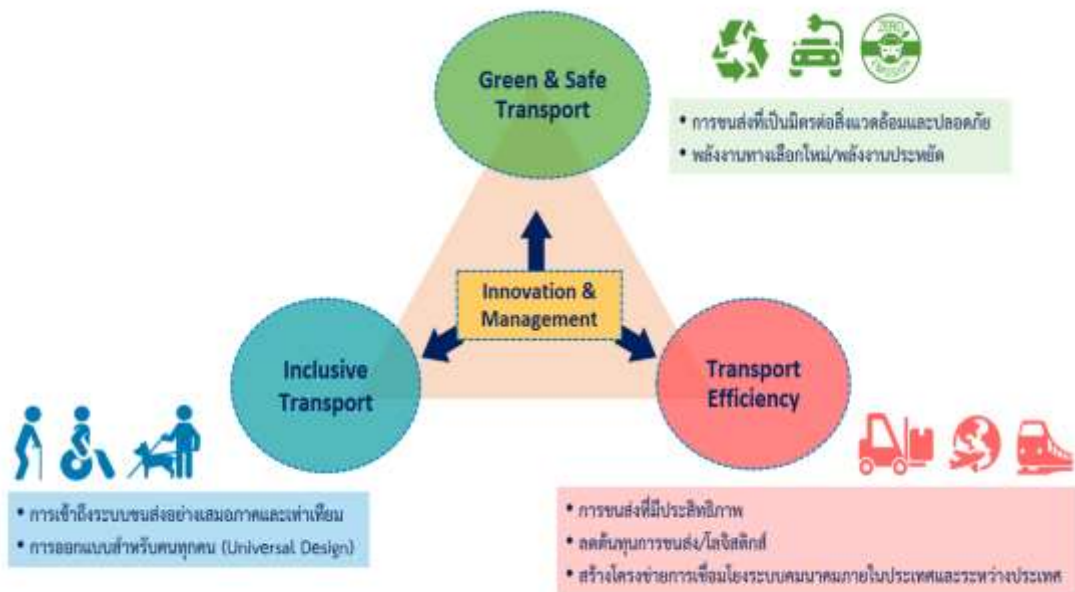 ZERO
EMISSION
Green & Safe
Transport
• การขนส่งที่เป็นมิตรต่อสิ่งแวดล้อมและปลอดภัย
• พลังงานทางเลือกใหม่/พลังงานประหยัด
Innovation &
Management
Inclusive
Transport
Transport
Efficiency
• การเข้าถึงระบบขนส่งอย่างเสมอภาคและเท่าเทียม
• การออกแบบสำหรับคนทุกคน (Universal Design)
• การขนส่งที่มีประสิทธิภาพ
• ลดต้นทุนการขนส่ง/โลจิสติกส์
• สร้างโครงข่ายการเชื่อมโยงระบบคมนาคมภายในประเทศและระหว่างประเทศ